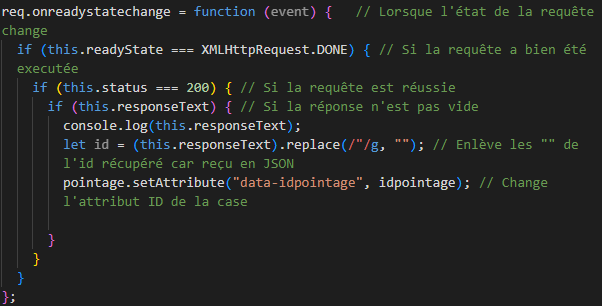 req.onreadystatechange = function (event) {   // Lorsque l'état de la requête
change
  if (this.readyState === XMLHttpRequest.DONE) { // Si la requête a bien été
  executée
    if (this.status === 200) { // Si la requête est réussie
      if (this.responseText) { // Si la réponse n'est pas vide
        console.log(this.responseText);
        let id = (this.responseText).replace(/"/g, ""); // Enlève les "" de
        l'id récupéré car reçu en JSON
        pointage.setAttribute("data-idpointage", idpointage); // Change
        l'attribut ID de la case
      }
    }
  }
};